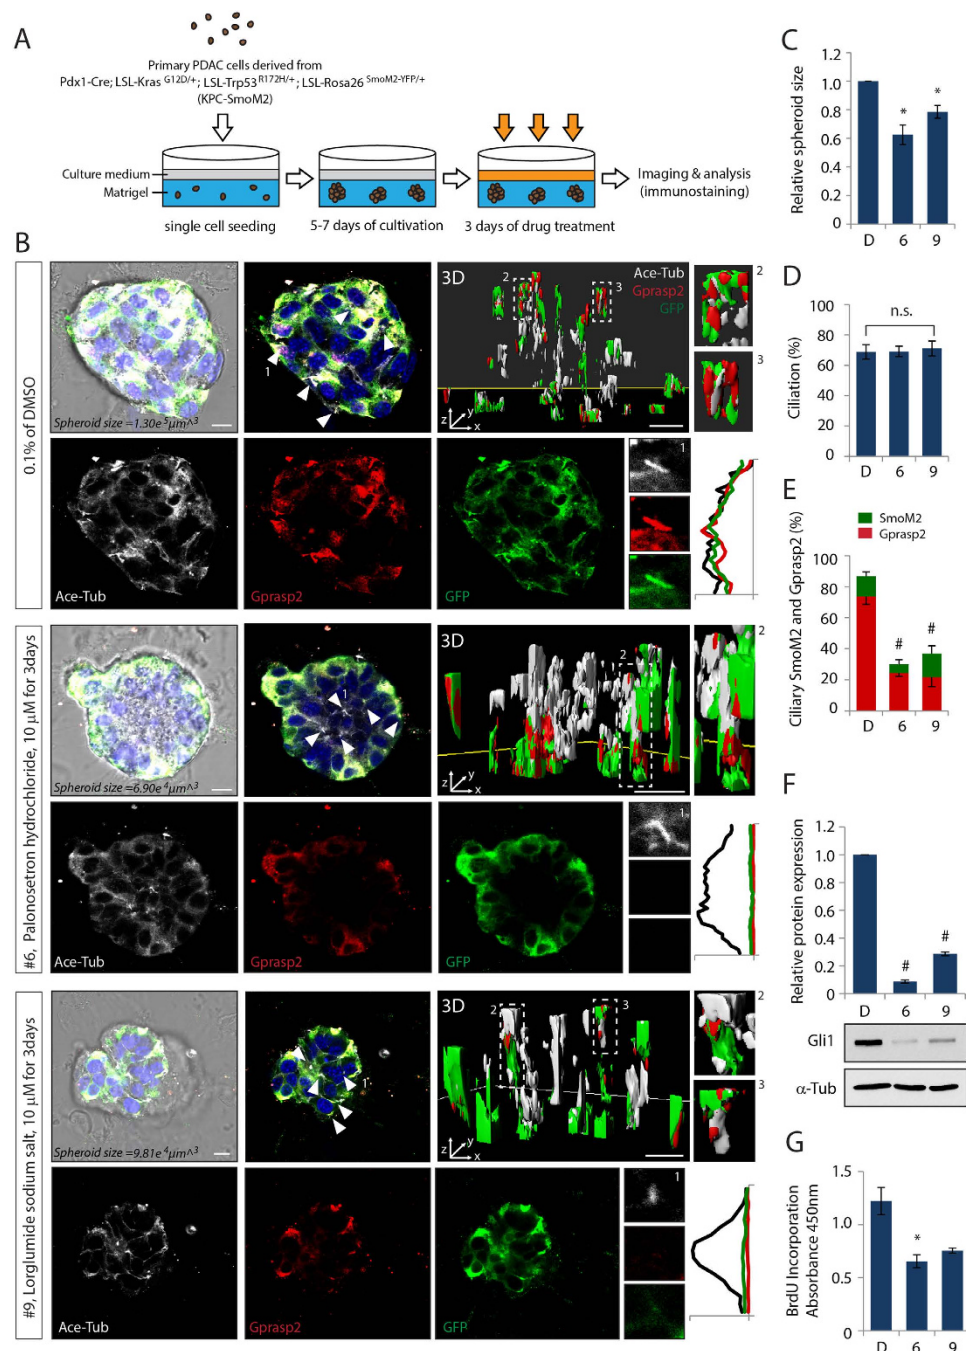 A
Primary PDAC cells derived from
Pdx1-Cre; LSL-Kras G12D/+; LSL-Trp53 R172H/+; LSL-Rosa26 SmoM2-YFP/+
(KPC-SmoM2)
Culture medium
Matrigel
single cell seeding
5-7 days of cultivation
3 days of drug treatment
Imaging & analysis
(immunostaining)
B
0.1% of DMSO
Spheroid size =1.30e 5μm^3
1
3D
Ace-Tub
Gprasp2
GFP
2
3
z
y
x
2
3
Ace-Tub
Gprasp2
GFP
1
#6, Palonosetron hydrochloride, 10 μM for 3days
Spheroid size =6.90e 4μm^3
1
3D
2
z
y
x
2
Ace-Tub
Gprasp2
GFP
1
#9, Lorglumide sodium salt, 10 μM for 3days
Spheroid size =9.81e 4μm^3
1
3D
2
3
z
y
x
2
3
Ace-Tub
Gprasp2
GFP
1
C
Relative spheroid size
1.2
1.0
0.8
0.6
0.4
0.2
0
*
*
D 6 9
D
Ciliation (%)
100
80
60
40
20
0
n.s.
D 6 9
E
SmoM2
Gprasp2
Ciliary SmoM2 and Gprasp2 (%)
100
80
60
40
20
0
#
#
D 6 9
F
Relative protein expression
1.2
1.0
0.8
0.6
0.4
0.2
0
#
#
D 6 9
Gli1
α-Tub
G
BrdU Incorporation
Absorbance 450nm
1.5
1.0
0.5
0
*
D 6 9